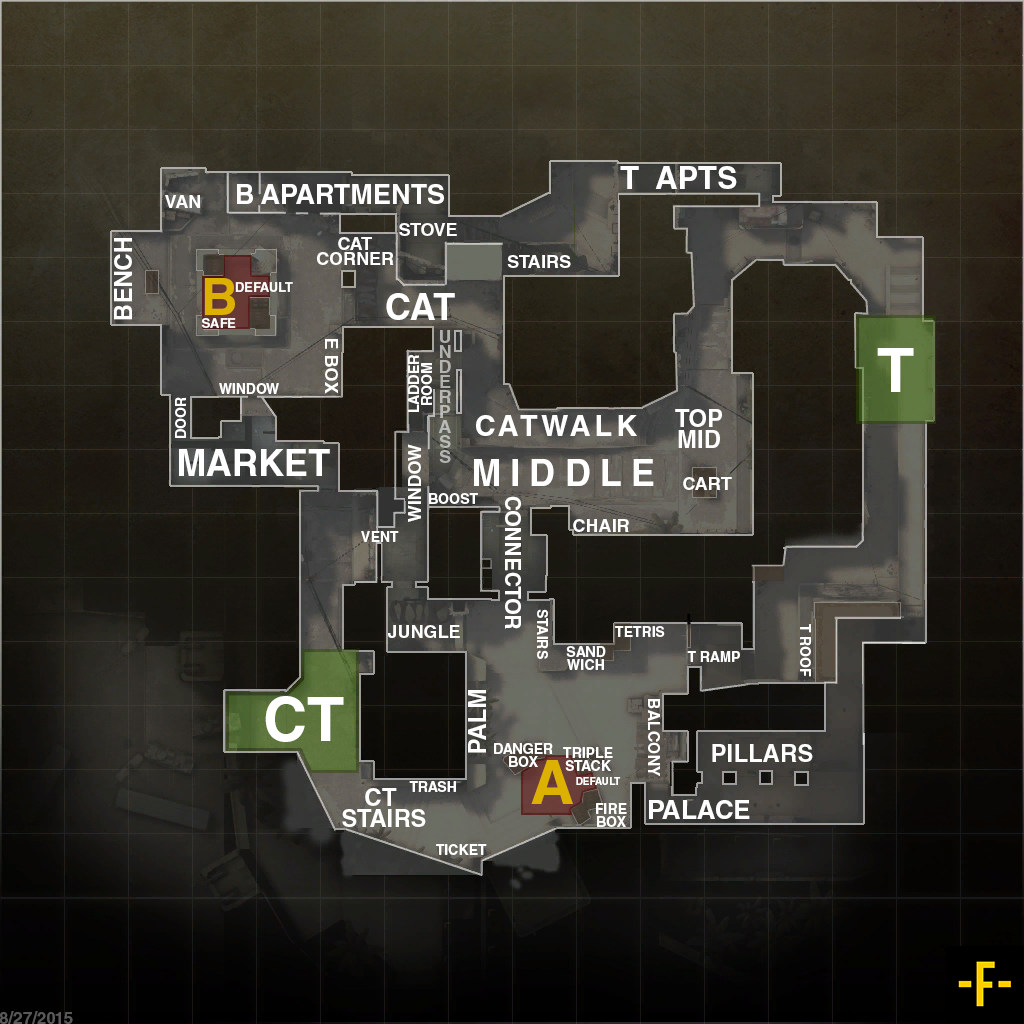 T APTS
B APARTMENTS
VAN
STOVE
CAT
CORNER
STAIRS
BENCH
B
DEFAULT
SAFE
CAT
E BOX
UNDERPASS
LADDER
ROOM
T
WINDOW
DOOR
CATWALK
TOP
MID
MARKET
MIDDLE
CART
WINDOW
BOOST
CONNECTOR
CHAIR
VENT
JUNGLE
STAIRS
TETRIS
SAND
WICH
T RAMP
T ROOF
CT
PALM
BALCONY
DANGER
BOX
TRIPLE
STACK
DEFAULT
A
PILLARS
TRASH
CT
STAIRS
FIRE
BOX
PALACE
TICKET
-F-
8/27/2015